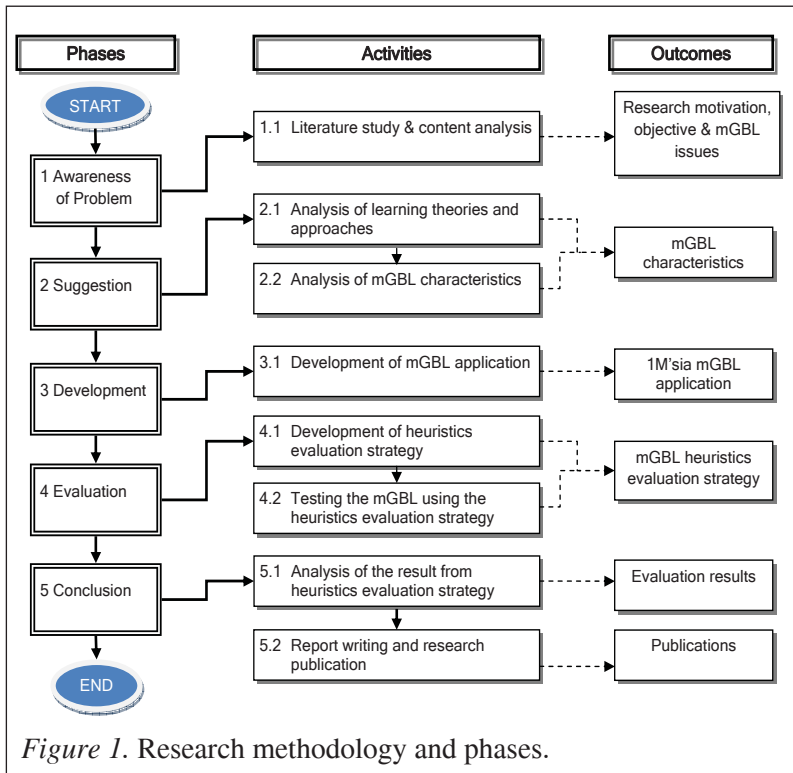 Phases
Activities
Outcomes
START
1.1 Literature study & content analysis
Research motivation,
objective & mGBL
issues
1 Awareness
of Problem
2.1 Analysis of learning theories and
approaches
mGBL
characteristics
2 Suggestion
2.2 Analysis of mGBL characteristics
3 Development
3.1 Development of mGBL application
1M’sia mGBL
application
4.1 Development of heuristics
evaluation strategy
mGBL heuristics
evaluation strategy
4 Evaluation
4.2 Testing the mGBL using the
heuristics evaluation strategy
5 Conclusion
5.1 Analysis of the result from
heuristics evaluation strategy
Evaluation results
5.2 Report writing and research
publication
Publications
END
Figure 1. Research methodology and phases.